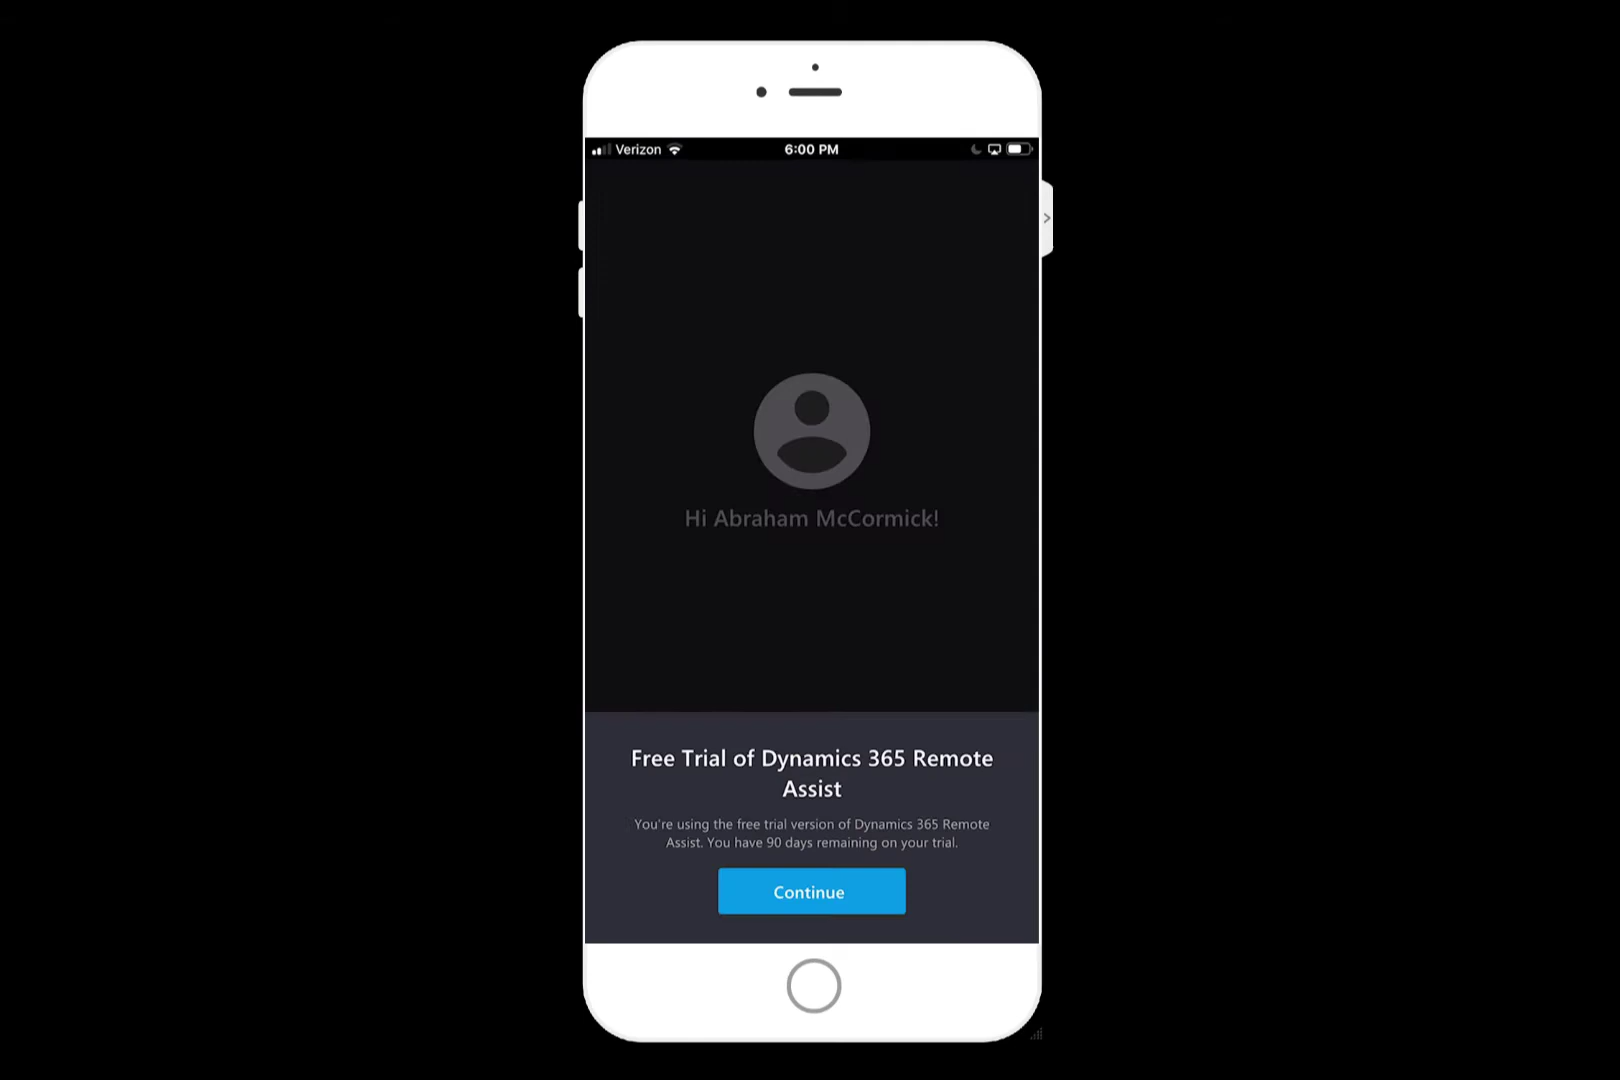 Verizon 6:00 PM
Hi Abraham McCormick!
Free Trial of Dynamics 365 Remote
Assist
You're using the free trial version of Dynamics 365 Remote
Assist. You have 90 days remaining on your trial.
Continue